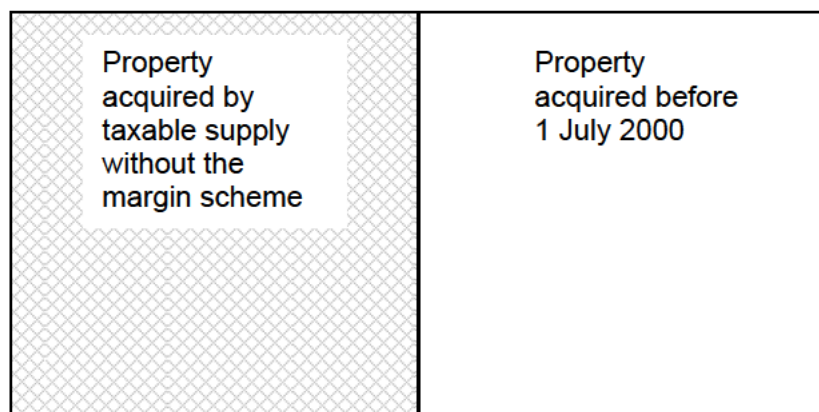 Property
acquired by
taxable supply
without the
margin scheme
Property
acquired before
1 July 2000